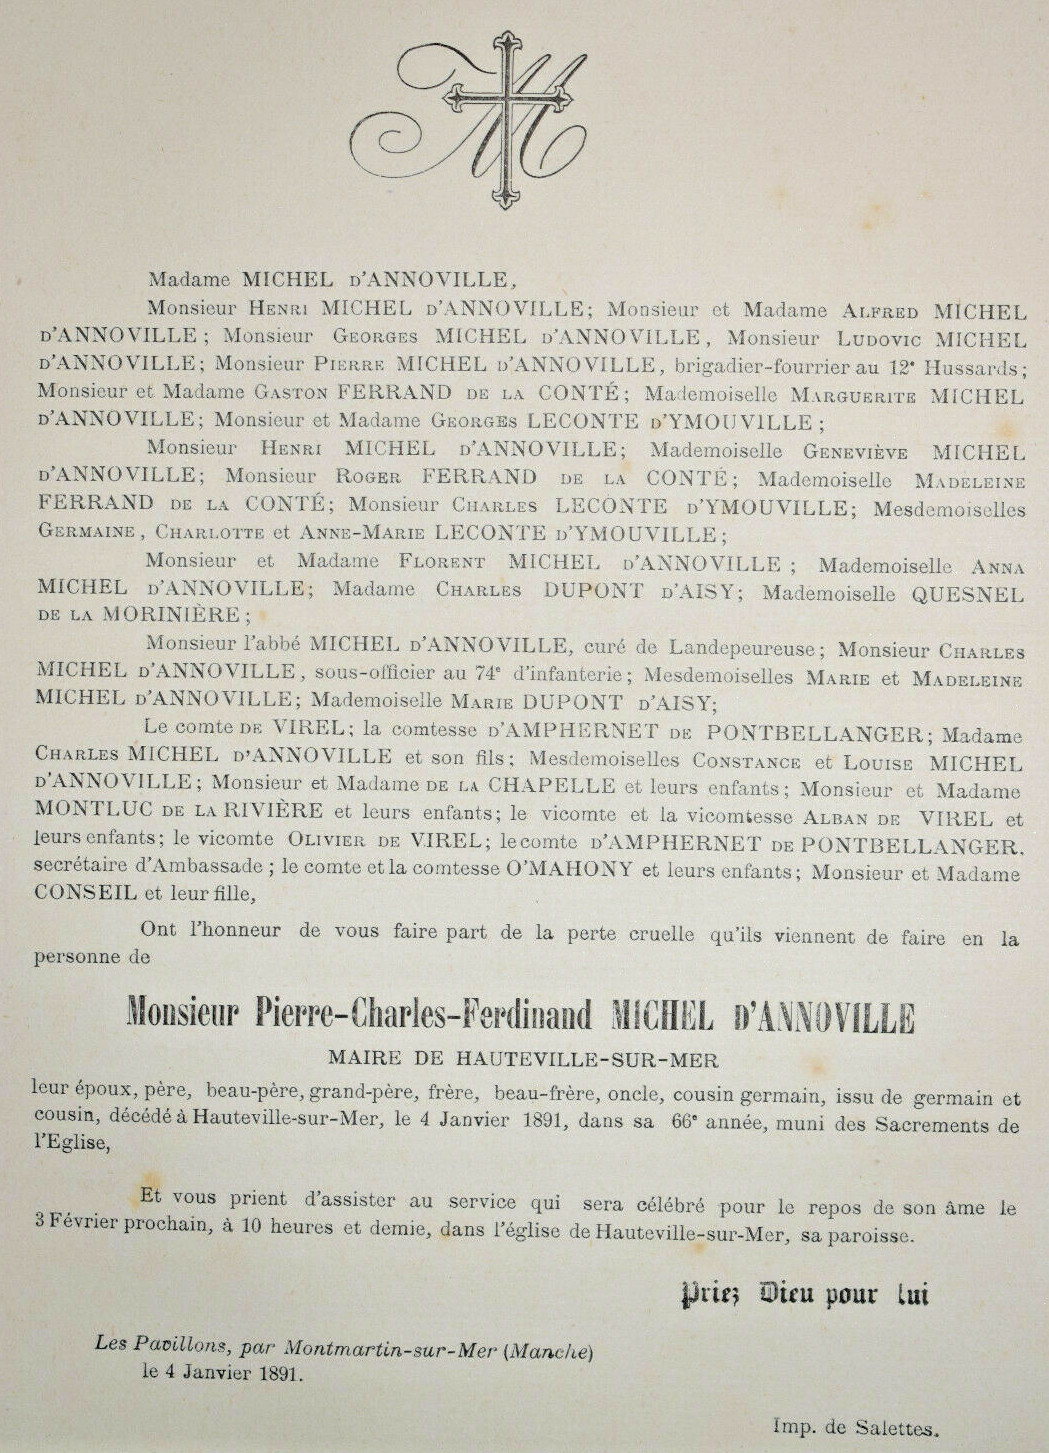 M
Madame MICHEL D'ANNOVILLE,
Monsieur HENRI MICHEL D'ANNOVILLE; Monsieur et Madame ALFRED MICHEL
D'ANNOVILLE; Monsieur GEORGES MICHEL D'ANNOVILLE, Monsieur LUDOVIC MICHEL
D'ANNOVILLE; Monsieur PIERRE MICHEL D'ANNOVILLE, brigadier-fourrier au 12e Hussards;
Monsieur et Madame GASTON FERRAND DE LA CONTÉ; Mademoiselle MARGUERITE MICHEL
D'ANNOVILLE; Monsieur et Madame GEORGES LECONTE D'YMOUVILLE;
Monsieur HENRI MICHEL D'ANNOVILLE; Mademoiselle GENEVIÈVE MICHEL
D'ANNOVILLE; Monsieur ROGER FERRAND DE LA CONTÉ; Mademoiselle MADELEINE
FERRAND DE LA CONTÉ; Monsieur CHARLES LECONTE D'YMOUVILLE; Mesdemoiselles
GERMAINE, CHARLOTTE et ANNE-MARIE LECONTE D'YMOUVILLE;
Monsieur et Madame FLORENT MICHEL D'ANNOVILLE; Mademoiselle ANNA
MICHEL D'ANNOVILLE; Madame CHARLES DUPONT D'AISY; Mademoiselle QUESNEL
DE LA MORINIÈRE;
Monsieur l'abbé MICHEL D'ANNOVILLE, curé de Landepeureuse; Monsieur CHARLES
MICHEL D'ANNOVILLE, sous-officier au 74e d'infanterie; Mesdemoiselles MARIE et MADELEINE
MICHEL D'ANNOVILLE; Mademoiselle MARIE DUPONT D'AISY;
Le comte DE VIREL; la comtesse D'AMPHERNET DE PONTBELLANGER; Madame
CHARLES MICHEL D'ANNOVILLE et son fils; Mesdemoiselles CONSTANCE et LOUISE MICHEL
D'ANNOVILLE; Monsieur et Madame DE LA CHAPELLE et leurs enfants; Monsieur et Madame
MONTLUC DE LA RIVIÈRE et leurs enfants; le vicomte et la vicomtesse ALBAN DE VIREL et
leurs enfants; le vicomte OLIVIER DE VIREL; le comte D'AMPHERNET DE PONTBELLANGER.
secrétaire d'Ambassade; le comte et la comtesse O'MAHONY et leurs enfants; Monsieur et Madame
CONSEIL et leur fille,
Ont l'honneur de vous faire part de la perte cruelle qu'ils viennent de faire en la
personne de
Monsieur Pierre-Charles-Ferdinand MICHEL D'ANNOVILLE
MAIRE DE HAUTEVILLE-SUR-MER
leur époux, père, beau-père, grand-père, frère, beau-frère, oncle, cousin germain, issu de germain et
cousin, décédé à Hauteville-sur-Mer, le 4 Janvier 1891, dans sa 66e année, muni des Sacrements de
l'Eglise,
Et vous prient d'assister au service qui sera célébré pour le repos de son âme le
3 Février prochain, à 10 heures et demie, dans l'église de Hauteville-sur-Mer, sa paroisse.
Priez Dieu pour lui
Les Pavillons, par Montmartin-sur-Mer (Manche)
le 4 Janvier 1891.
Imp. de Salettes.